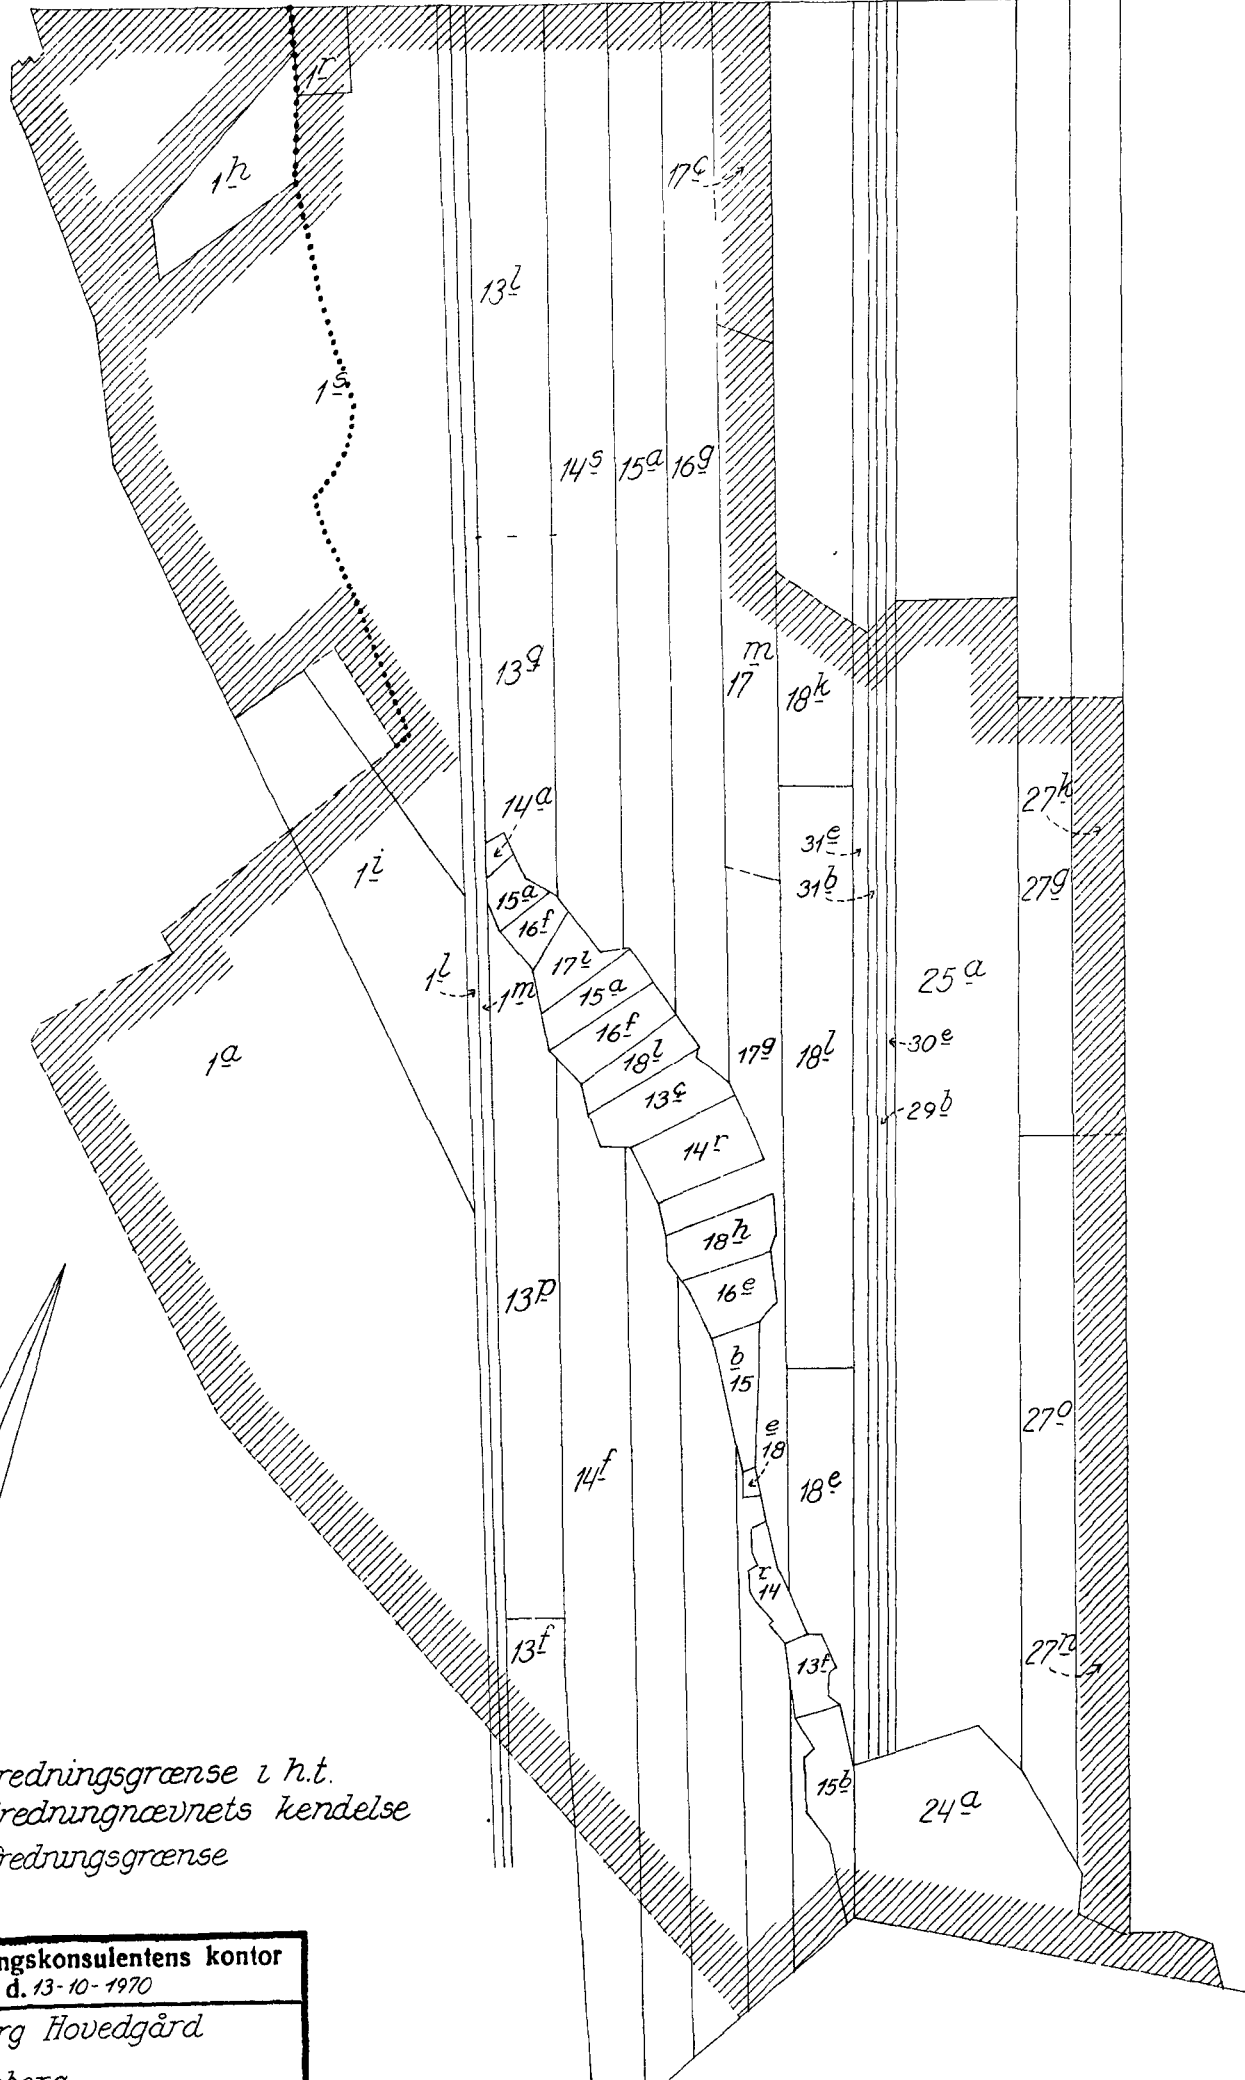 1r
1h
17c
13l
1s
14s 15a 16g
13g
m
17
18k
14a
27k
31e
1i
31b
27g
15a
16f
17i
1l
1m
15a
25a
16f
1a
18l
17g
18l
30e
13c
29b
14r
18h
13p
16e
b
15
27o
e
18
14f
18e
r
14
13f
13f
27n
redningsgrænse i h.t.
redningnævnets kendelse
15b
24a
redningsgrænse
ngskonsulentens kontor
d. 13-10-1970
rg Hovedgård